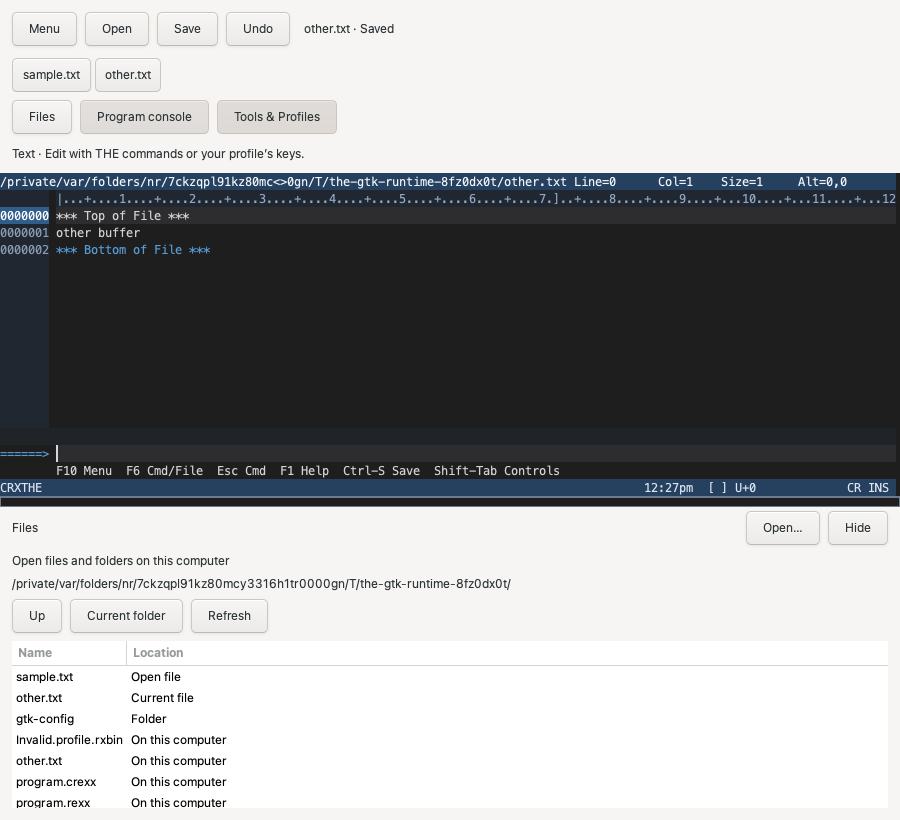 Menu Open Save Undo other.txt · Saved
sample.txt other.txt
Files Program console Tools & Profiles
Text · Edit with THE commands or your profile’s keys.
/private/var/folders/nr/7ckzqpl91kz80mc<>0gn/T/the-gtk-runtime-8fz0dx0t/other.txt Line=0 Col=1 Size=1 Alt=0,0
|...+....1....+....2....+....3....+....4....+....5....+....6....+....7.]..+....8....+....9....+...10....+...11....+...12
0000000 *** Top of File ***
0000001 other buffer
0000002 *** Bottom of File ***
======>
F10 Menu F6 Cmd/File Esc Cmd F1 Help Ctrl-S Save Shift-Tab Controls
CRXTHE 12:27pm [ ] U+0 CR INS
Files Open... Hide
Open files and folders on this computer
/private/var/folders/nr/7ckzqpl91kz80mcy3316h1tr0000gn/T/the-gtk-runtime-8fz0dx0t/
Up Current folder Refresh
Name Location
sample.txt Open file
other.txt Current file
gtk-config Folder
Invalid.profile.rxbin On this computer
other.txt On this computer
program.crexx On this computer
program.rexx On this computer